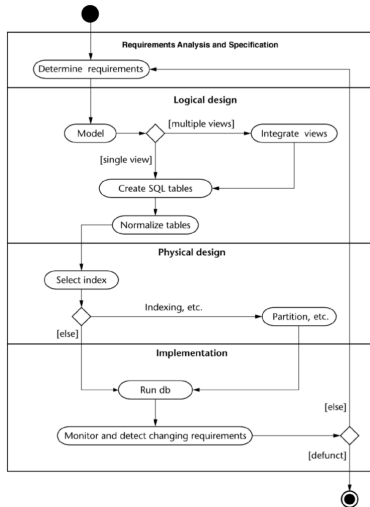 Requirements Analysis and Specification
Determine requirements
Logical design
Model
[multiple views]
Integrate views
[single view]
Create SQL tables
Normalize tables
Physical design
Select index
Indexing, etc.
Partition, etc.
[else]
Implementation
Run db
[else]
Monitor and detect changing requirements
[defunct]